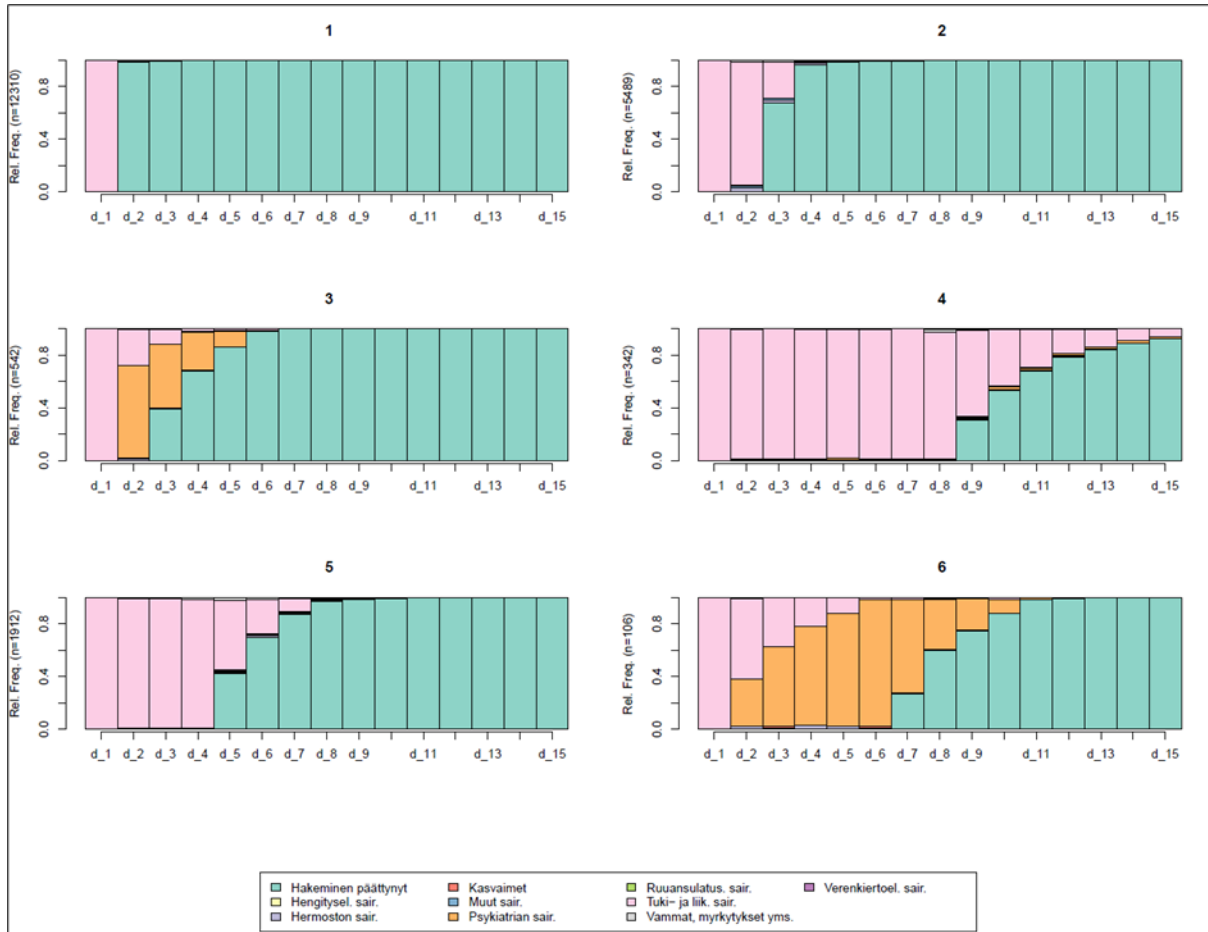 1
Rel. Freq. (n=12310)
0.0 0.4 0.8
d_1 d_2 d_3 d_4 d_5 d_6 d_7 d_8 d_9 d_11 d_13 d_15
2
Rel. Freq. (n=5489)
0.0 0.4 0.8
d_1 d_2 d_3 d_4 d_5 d_6 d_7 d_8 d_9 d_11 d_13 d_15
3
Rel. Freq. (n=542)
0.0 0.4 0.8
d_1 d_2 d_3 d_4 d_5 d_6 d_7 d_8 d_9 d_11 d_13 d_15
4
Rel. Freq. (n=342)
0.0 0.4 0.8
d_1 d_2 d_3 d_4 d_5 d_6 d_7 d_8 d_9 d_11 d_13 d_15
5
Rel. Freq. (n=1912)
0.0 0.4 0.8
d_1 d_2 d_3 d_4 d_5 d_6 d_7 d_8 d_9 d_11 d_13 d_15
6
Rel. Freq. (n=106)
0.0 0.4 0.8
d_1 d_2 d_3 d_4 d_5 d_6 d_7 d_8 d_9 d_11 d_13 d_15
Hakeminen päättynyt
Hengitysel. sair.
Hermoston sair.
Kasvaimet
Muut sair.
Psykiatrian sair.
Ruuansulatus. sair.
Tuki− ja liik. sair.
Vammat, myrkytykset yms.
Verenkiertoel. sair.